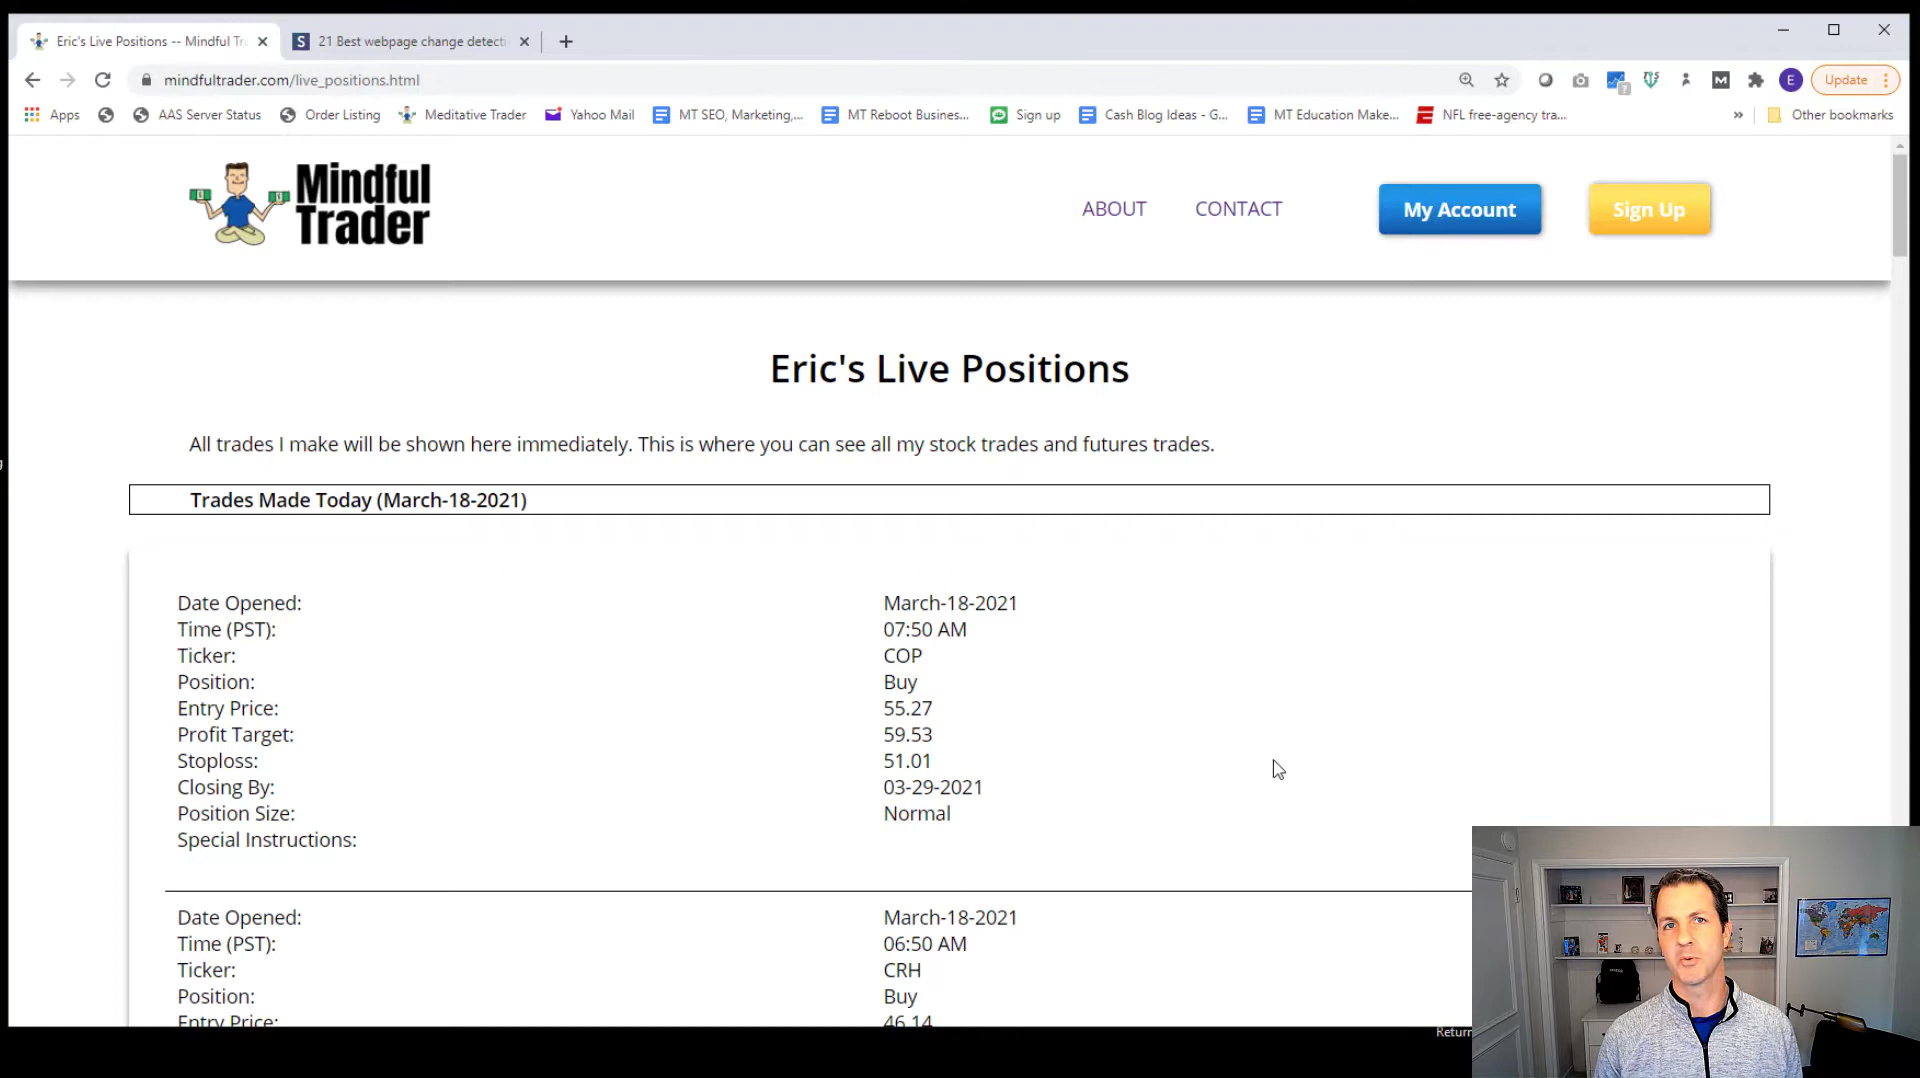 Eric's Live Positions -- Mindful Tr
21 Best webpage change detecti
mindfultrader.com/live_positions.html
Update
Apps
AAS Server Status
Order Listing
Meditative Trader
Yahoo Mail
MT SEO, Marketing,...
MT Reboot Busines...
Sign up
Cash Blog Ideas - G...
MT Education Make...
NFL free-agency tra...
»
Other bookmarks
Mindful
Trader
ABOUT
CONTACT
My Account
Sign Up
Eric's Live Positions
All trades I make will be shown here immediately. This is where you can see all my stock trades and futures trades.
Trades Made Today (March-18-2021)
Date Opened: March-18-2021
Time (PST): 07:50 AM
Ticker: COP
Position: Buy
Entry Price: 55.27
Profit Target: 59.53
Stoploss: 51.01
Closing By: 03-29-2021
Position Size: Normal
Special Instructions:
Date Opened: March-18-2021
Time (PST): 06:50 AM
Ticker: CRH
Position: Buy
Entry Price: 46.14
Return